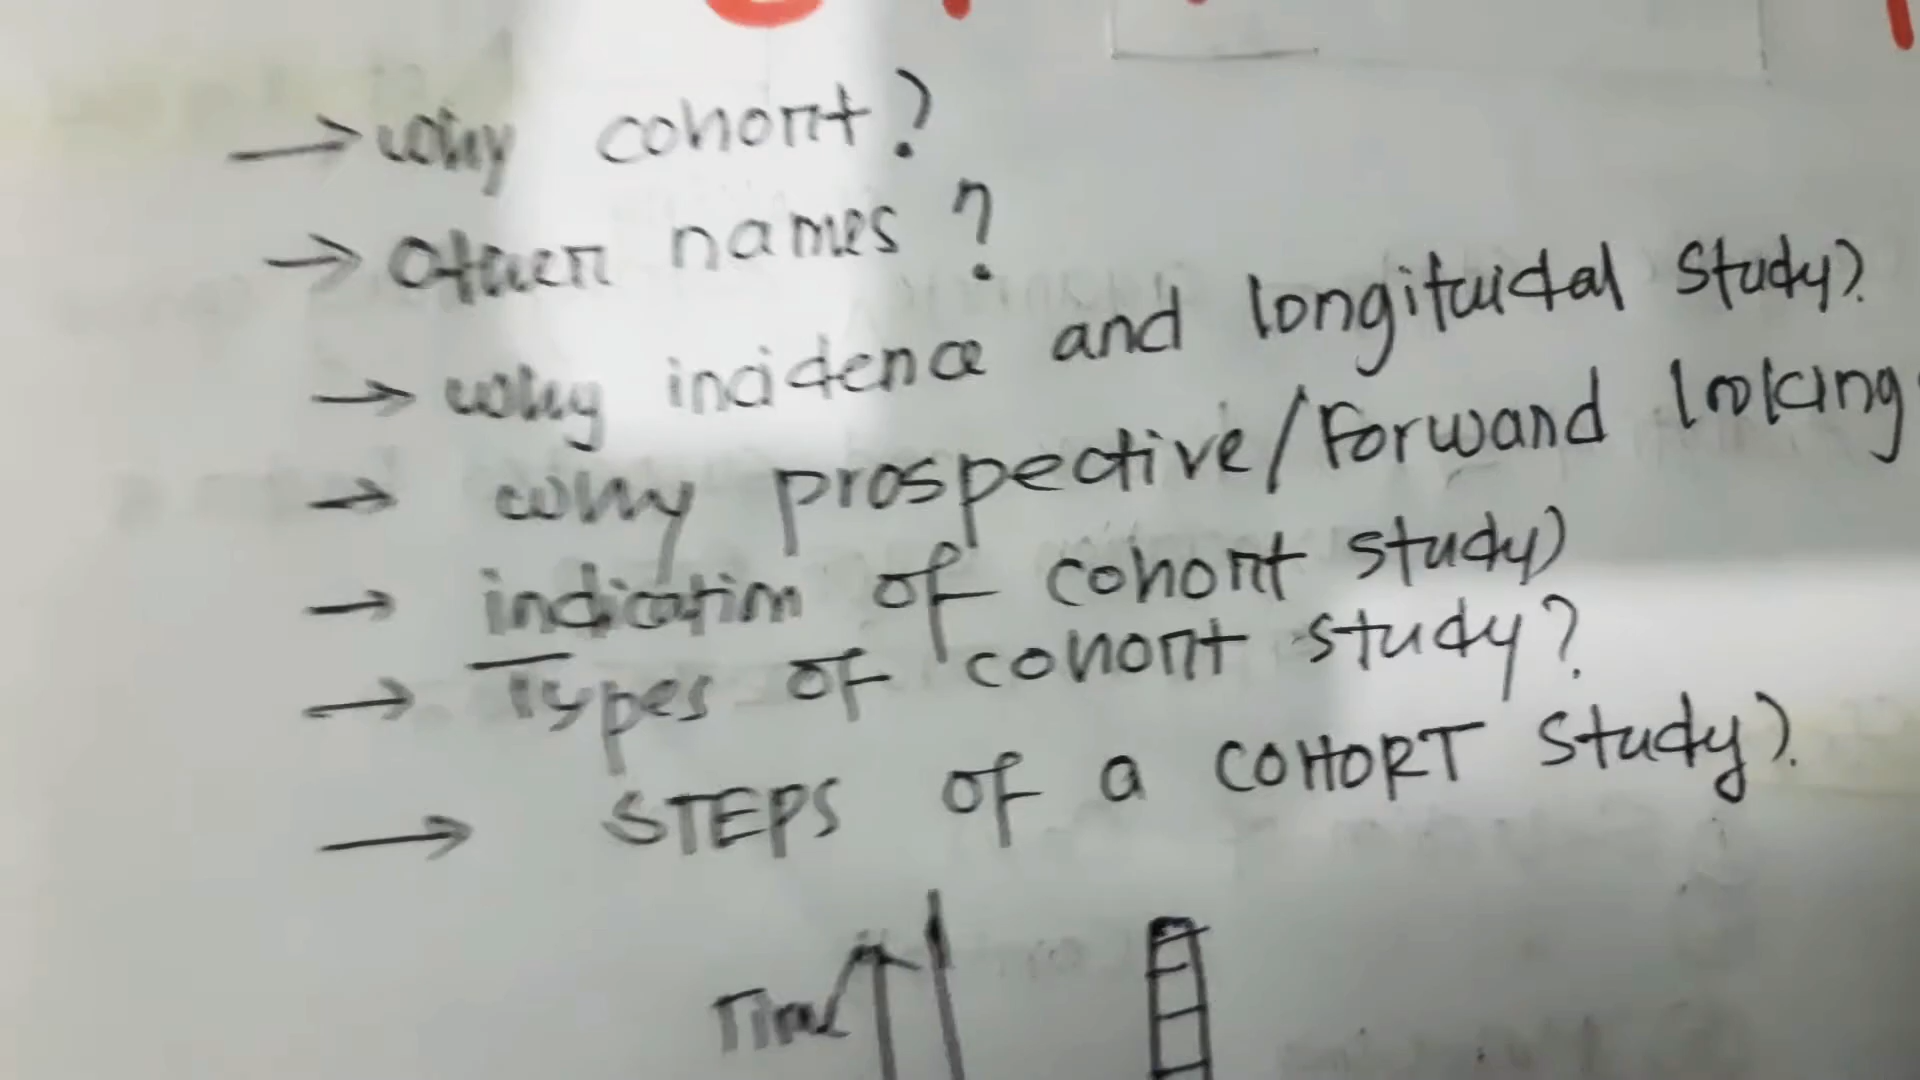 → why cohort?
→ Other names?
→ why incidence and longituidal study?
→ why prospective/Forward looking
→ indication of cohort study?
→ Types of cohort study?
→ STEPS of a COHORT study?
Time